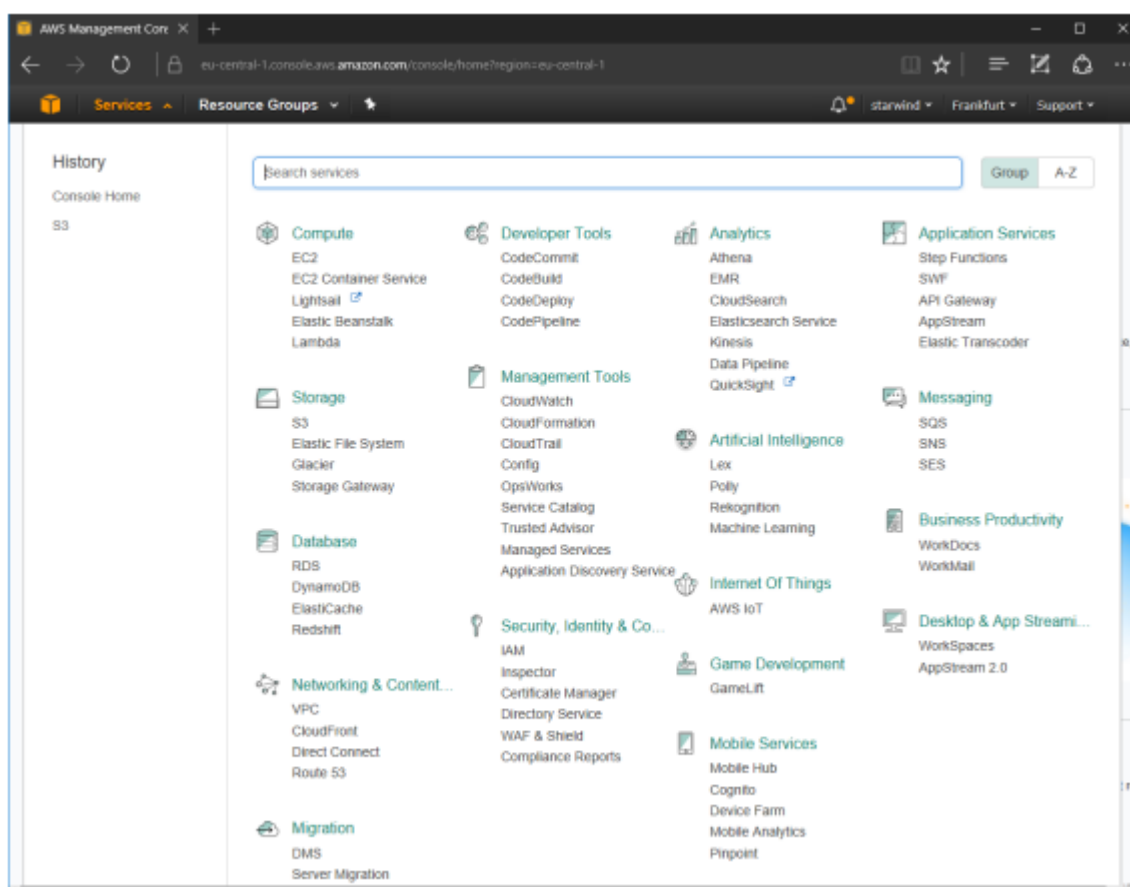 AWS Management Con
eu-central-1.console.aws.amazon.com/console/home?region=eu-central-1
Services
Resource Groups
starwind
Frankfurt
Support
History
Console Home
S3
Search services
Group
A-Z
Compute
EC2
EC2 Container Service
Lightsail
Elastic Beanstalk
Lambda
Storage
S3
Elastic File System
Glacier
Storage Gateway
Database
RDS
DynamoDB
ElastiCache
Redshift
Networking & Content...
VPC
CloudFront
Direct Connect
Route 53
Migration
DMS
Server Migration
Developer Tools
CodeCommit
CodeBuild
CodeDeploy
CodePipeline
Management Tools
CloudWatch
CloudFormation
CloudTrail
Config
OpsWorks
Service Catalog
Trusted Advisor
Managed Services
Application Discovery Service
Security, Identity & Co...
IAM
Inspector
Certificate Manager
Directory Service
WAF & Shield
Compliance Reports
Analytics
Athena
EMR
CloudSearch
Elasticsearch Service
Kinesis
Data Pipeline
QuickSight
Artificial Intelligence
Lex
Polly
Rekognition
Machine Learning
Internet Of Things
AWS IoT
Game Development
GameLift
Mobile Services
Mobile Hub
Cognito
Device Farm
Mobile Analytics
Pinpoint
Application Services
Step Functions
SWF
API Gateway
AppStream
Elastic Transcoder
Messaging
SQS
SNS
SES
Business Productivity
WorkDocs
WorkMail
Desktop & App Streami...
WorkSpaces
AppStream 2.0